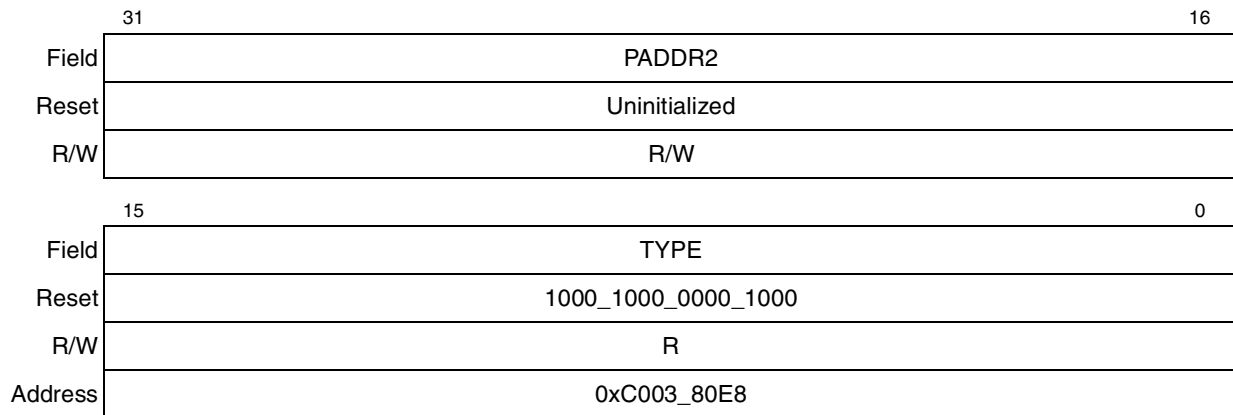 31 16
Field PADDR2
Reset Uninitialized
R/W R/W
15 0
Field TYPE
Reset 1000_1000_0000_1000
R/W R
Address 0xC003_80E8